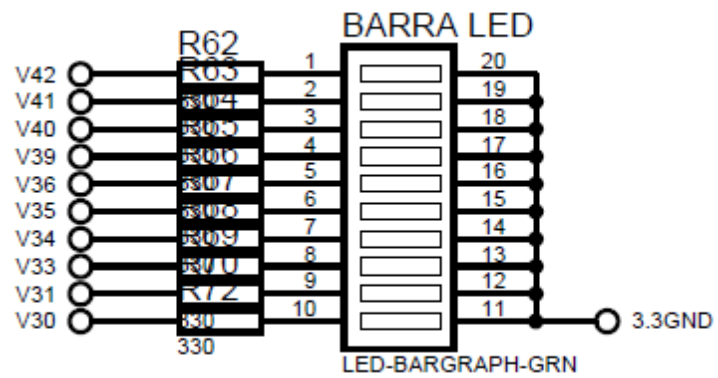 BARRA LED
R62
V42 R63 1 20
V41 2 19
V40 3 18
V39 4 17
V36 5 16
V35 6 15
V34 7 14
V33 8 13
V31 R72 9 12
V30 330 10 11 3.3GND
330
LED-BARGRAPH-GRN